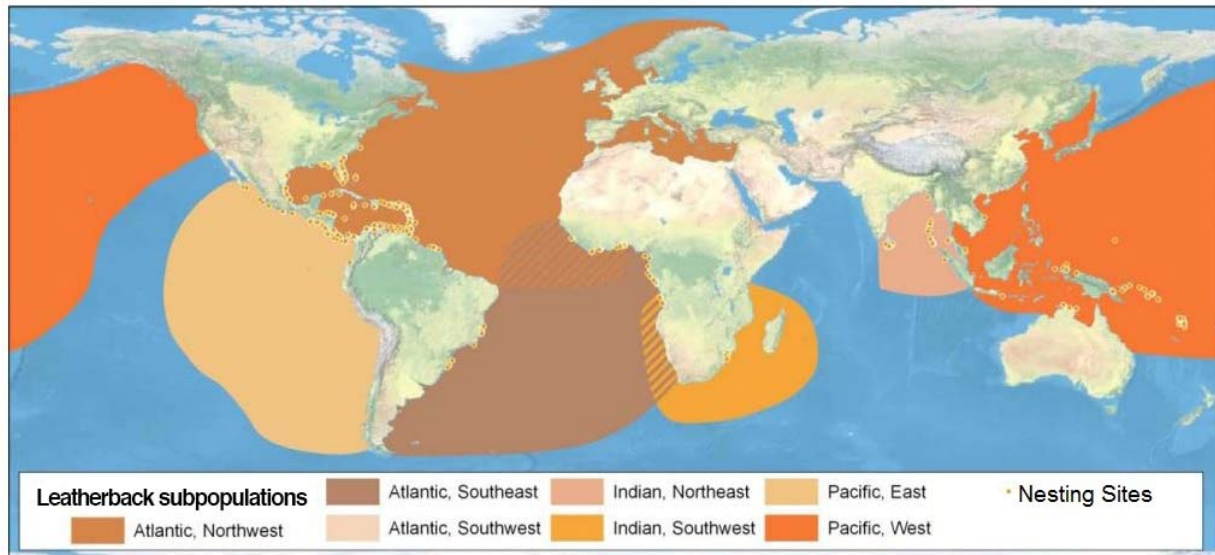 Leatherback subpopulations
Atlantic, Northwest
Atlantic, Southeast
Atlantic, Southwest
Indian, Northeast
Indian, Southwest
Pacific, East
Pacific, West
Nesting Sites